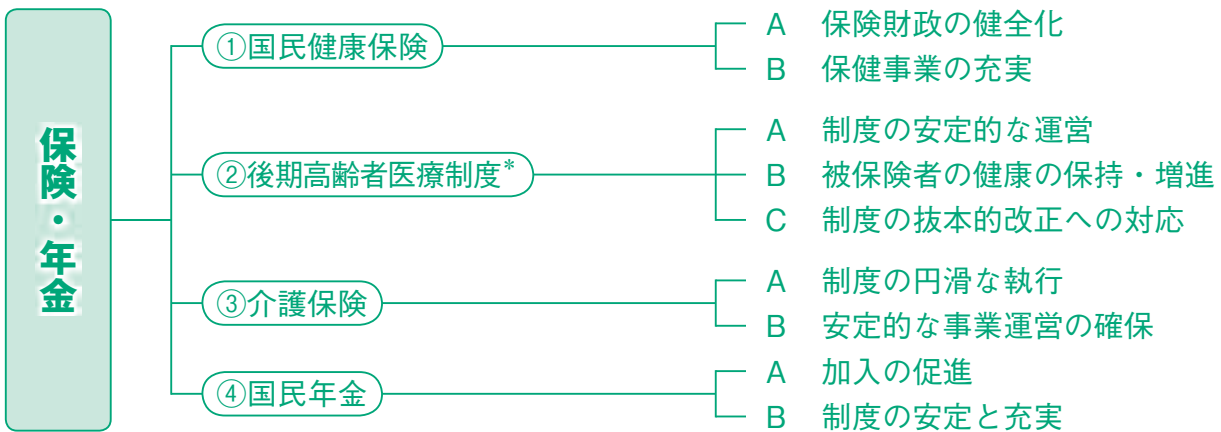 保険・年金
①国民健康保険
A 保険財政の健全化
B 保健事業の充実
②後期高齢者医療制度*
A 制度の安定的な運営
B 被保険者の健康の保持・増進
C 制度の抜本的改正への対応
③介護保険
A 制度の円滑な執行
B 安定的な事業運営の確保
④国民年金
A 加入の促進
B 制度の安定と充実